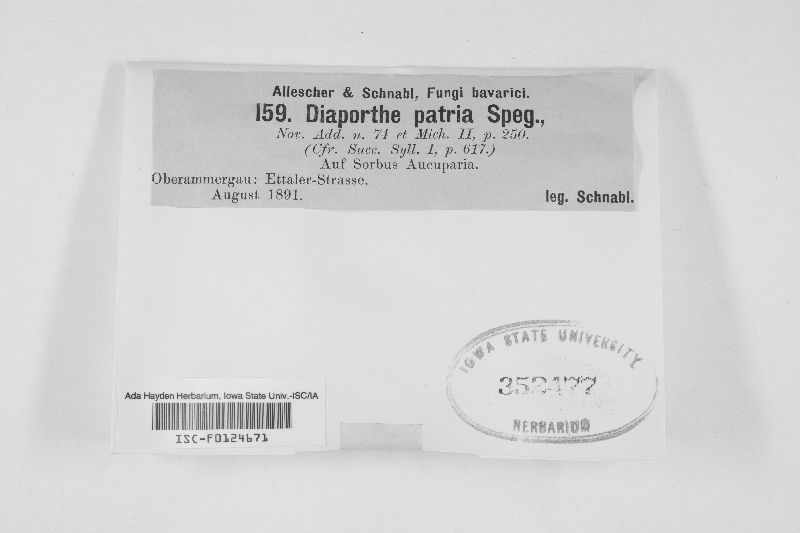 Allescher & Schnabl, Fungi bavarici.
159. Diaporthe patria Speg.,
Nov. Add. n. 74 et Mich. II, p. 250.
(Cfr. Sacc. Syll. I, p. 617.)
Auf Sorbus Aucuparia.
Oberammergau: Ettaler-Strasse.
August 1891.
leg. Schnabl.
IOWA STATE UNIVERSITY
352477
HERBARIUM
Ada Hayden Herbarium, Iowa State Univ.-ISC/IA
ISC-F0124671